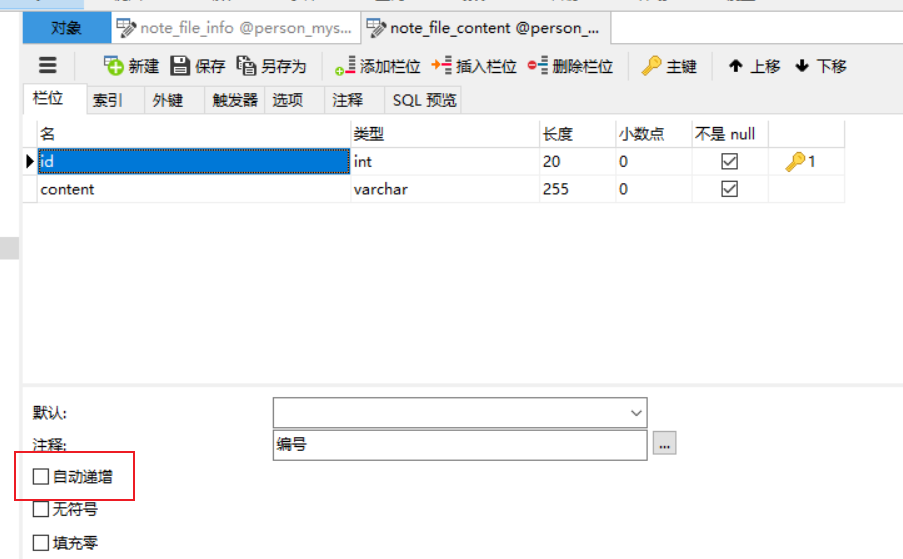 对象 note_file_info @person_mys... note_file_content @person_...
新建 保存 另存为 添加栏位 插入栏位 删除栏位 主键 上移 下移
栏位 索引 外键 触发器 选项 注释 SQL 预览
名 类型 长度 小数点 不是 null
id int 20 0 1
content varchar 255 0
默认:
注释: 编号 ...
自动递增
无符号
填充零